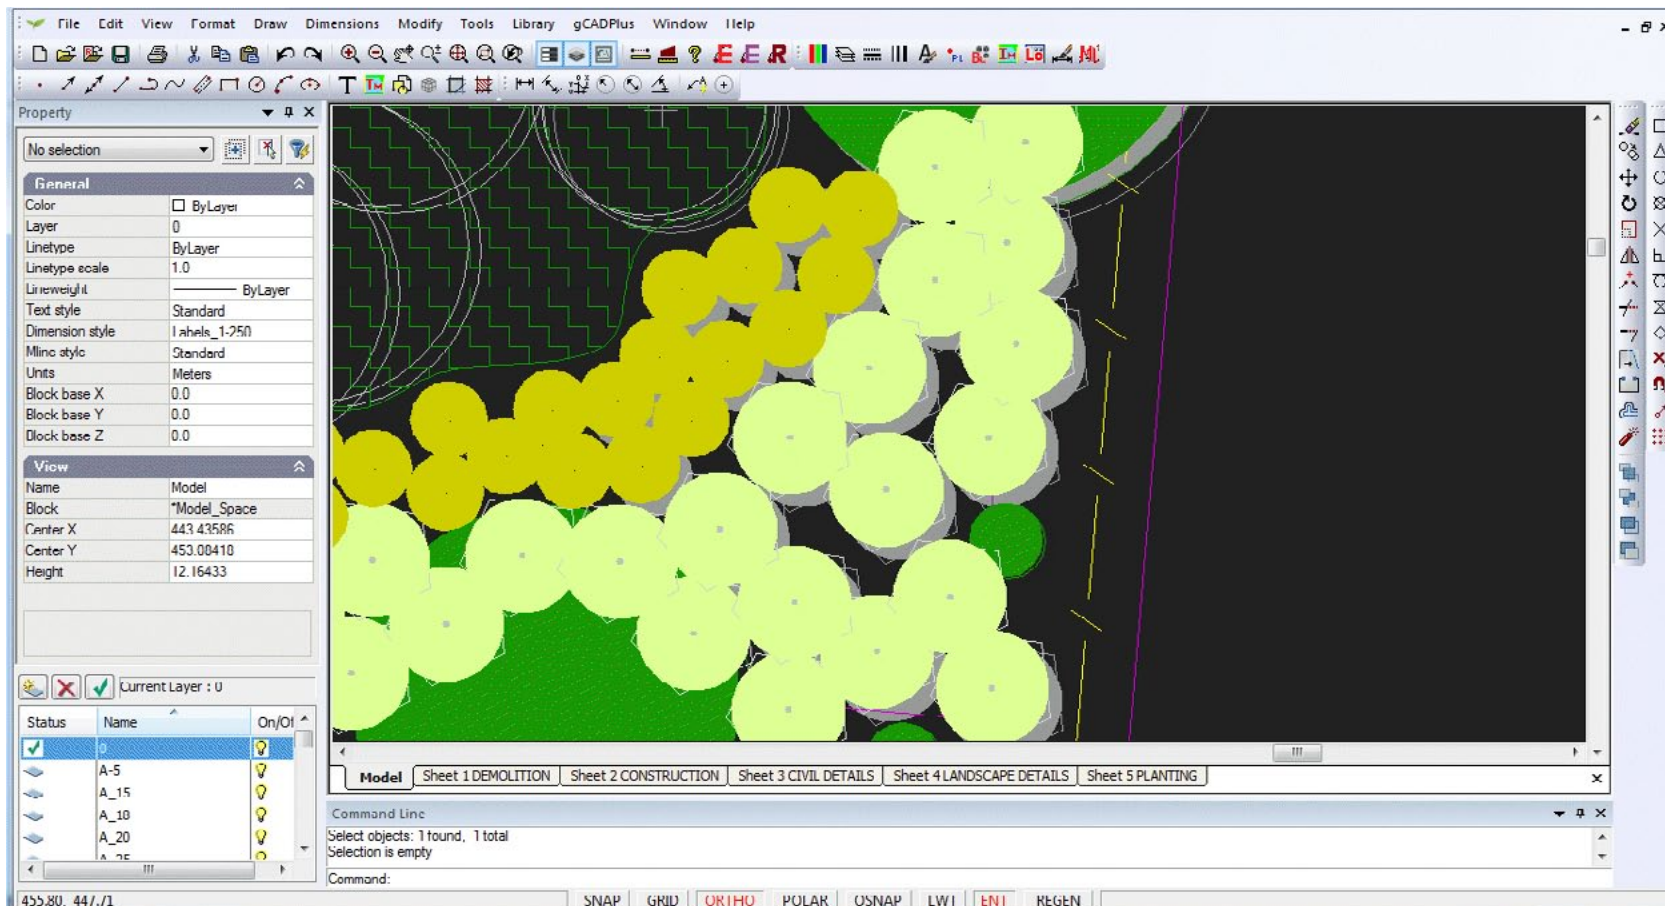 File Edit View Format Draw Dimensions Modify Tools Library gCADPlus Window Help
Property
No selection
General
Color ByLayer
Layer 0
Linetype ByLayer
Linetype scale 1.0
Lineweight ByLayer
Text style Standard
Dimension style Labels_1-250
Mline style Standard
Units Meters
Block base X 0.0
Block base Y 0.0
Block base Z 0.0
View
Name Model
Block *Model_Space
Center X 443.43586
Center Y 453.08418
Height 12.16433
Current Layer : 0
Status Name On/Of
0
A-5
A_15
A_10
A_20
A_25
Model Sheet 1 DEMOLITION Sheet 2 CONSTRUCTION Sheet 3 CIVIL DETAILS Sheet 4 LANDSCAPE DETAILS Sheet 5 PLANTING
Command Line
Select objects: 1 found, 1 total
Selection is empty
Command:
455.80, 447.71 SNAP GRID ORTHO POLAR OSNAP LWT ENT REGEN